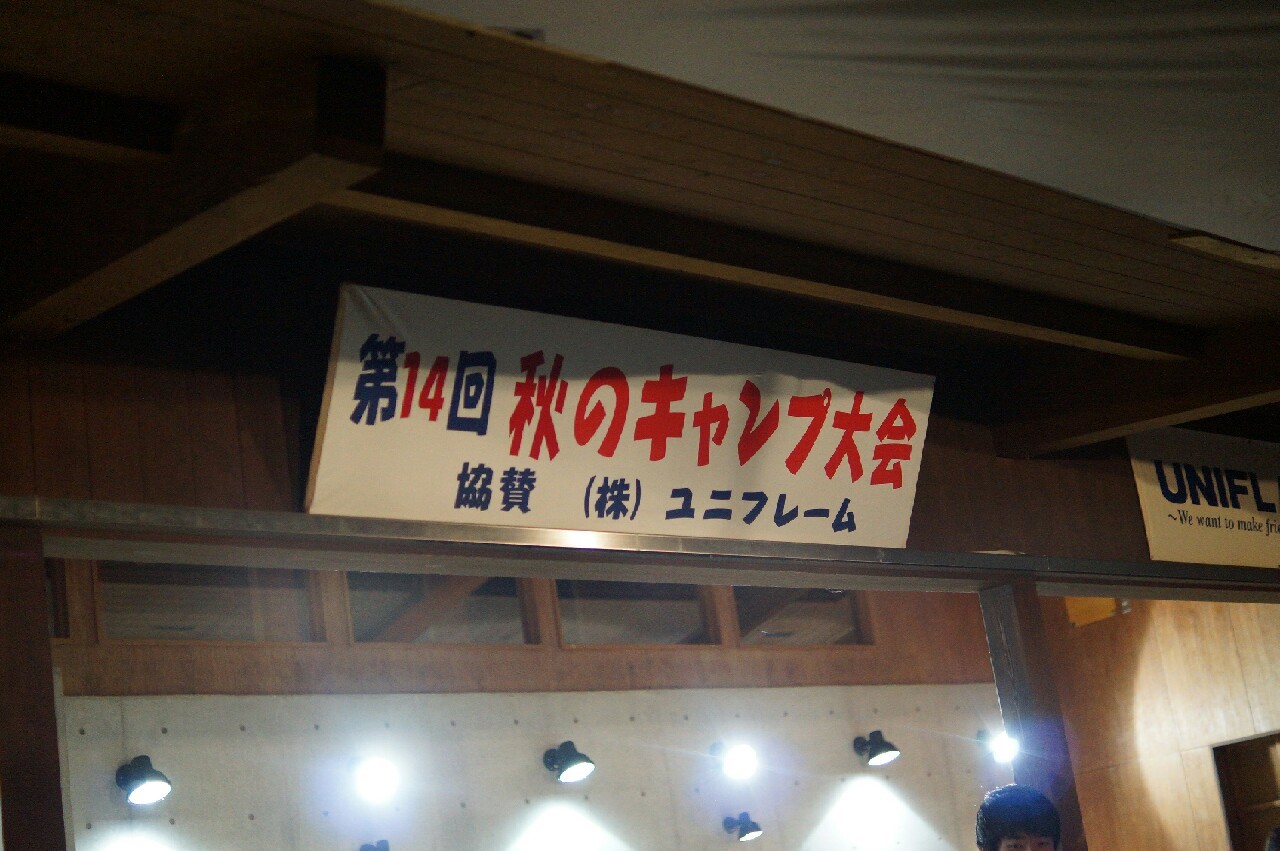 第14回 秋のキャンプ大会
協賛 (株) ユニフレーム
UNIFL
~We want to make fri